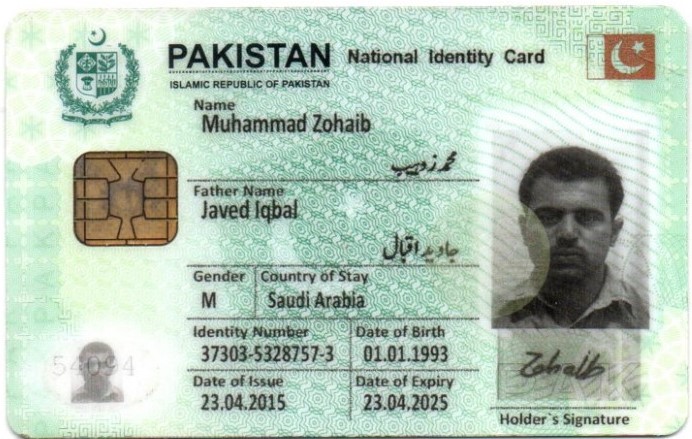 PAKISTAN National Identity Card
ISLAMIC REPUBLIC OF PAKISTAN
Name
Muhammad Zohaib
محمد زوہیب
Father Name
Javed Iqbal
جاوید اقبال
Gender Country of Stay
M Saudi Arabia
Identity Number Date of Birth
37303-5328757-3 01.01.1993
Date of Issue Date of Expiry
23.04.2015 23.04.2025
54094
Zohaib
Holder`s Signature